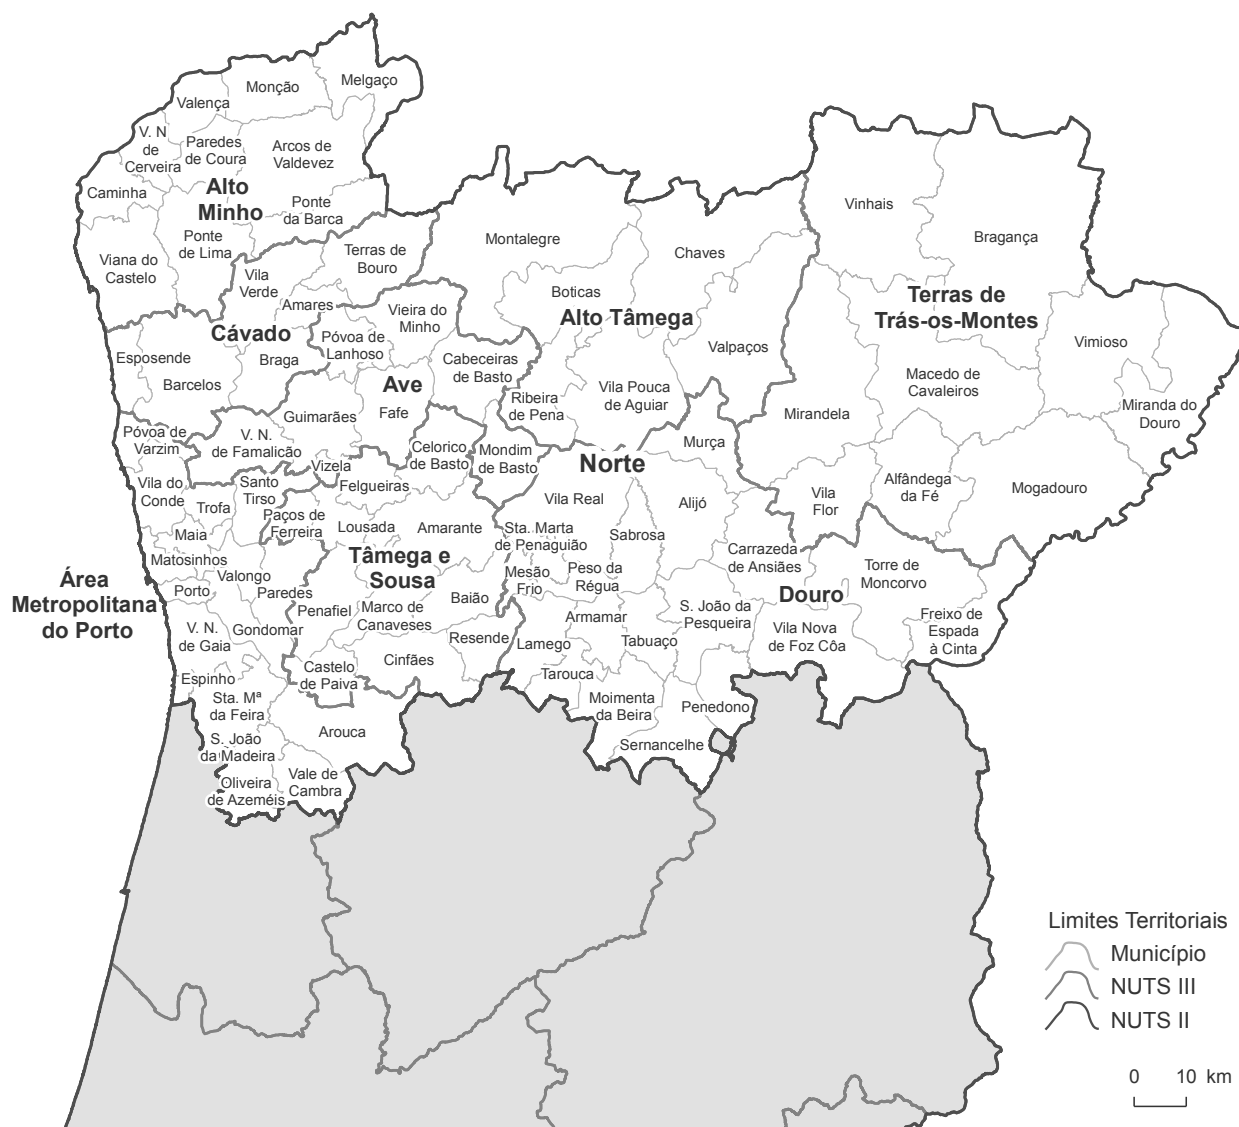 Melgaço
Monção
Valença
V. N
de
Cerveira
Paredes
de Coura
Arcos de
Valdevez
Caminha
Alto
Minho
Ponte
da Barca
Ponte
de Lima
Viana do
Castelo
Terras de
Bouro
Vila
Verde
Amares
Cávado
Vieira do
Minho
Póvoa de
Lanhoso
Esposende
Barcelos
Braga
Cabeceiras
de Basto
Ave
Guimarães
Fafe
Póvoa de
Varzim
V. N.
de Famalicão
Celorico
de Basto
Mondim
de Basto
Vizela
Felgueiras
Montalegre
Chaves
Boticas
Alto Tâmega
Valpaços
Ribeira
de Pena
Vila Pouca
de Aguiar
Vinhais
Bragança
Terras de
Trás-os-Montes
Vimioso
Macedo de
Cavaleiros
Miranda do
Douro
Mirandela
Alfândega
da Fé
Mogadouro
Vila
Flor
Murça
Norte
Vila Real
Alijó
Sabrosa
Sta. Marta
de Penaguião
Mesão
Frio
Peso da
Régua
Carrazeda
de Ansiães
Torre de
Moncorvo
Douro
Freixo de
Espada
à Cinta
Armamar
S. João da
Pesqueira
Vila Nova
de Foz Côa
Lamego
Tabuaço
Tarouca
Moimenta
da Beira
Penedono
Sernancelhe
Vila do
Conde
Trofa
Santo
Tirso
Paços de
Ferreira
Lousada
Amarante
Maia
Matosinhos
Tâmega e
Sousa
Valongo
Porto
Paredes
Penafiel
Marco de
Canaveses
Baião
Área
Metropolitana
do Porto
V. N.
de Gaia
Gondomar
Resende
Castelo
de Paiva
Cinfães
Espinho
Sta. Mª
da Feira
Arouca
S. João
da Madeira
Oliveira
de Azeméis
Vale de
Cambra
Limites Territoriais
Município
NUTS III
NUTS II
0 10 km